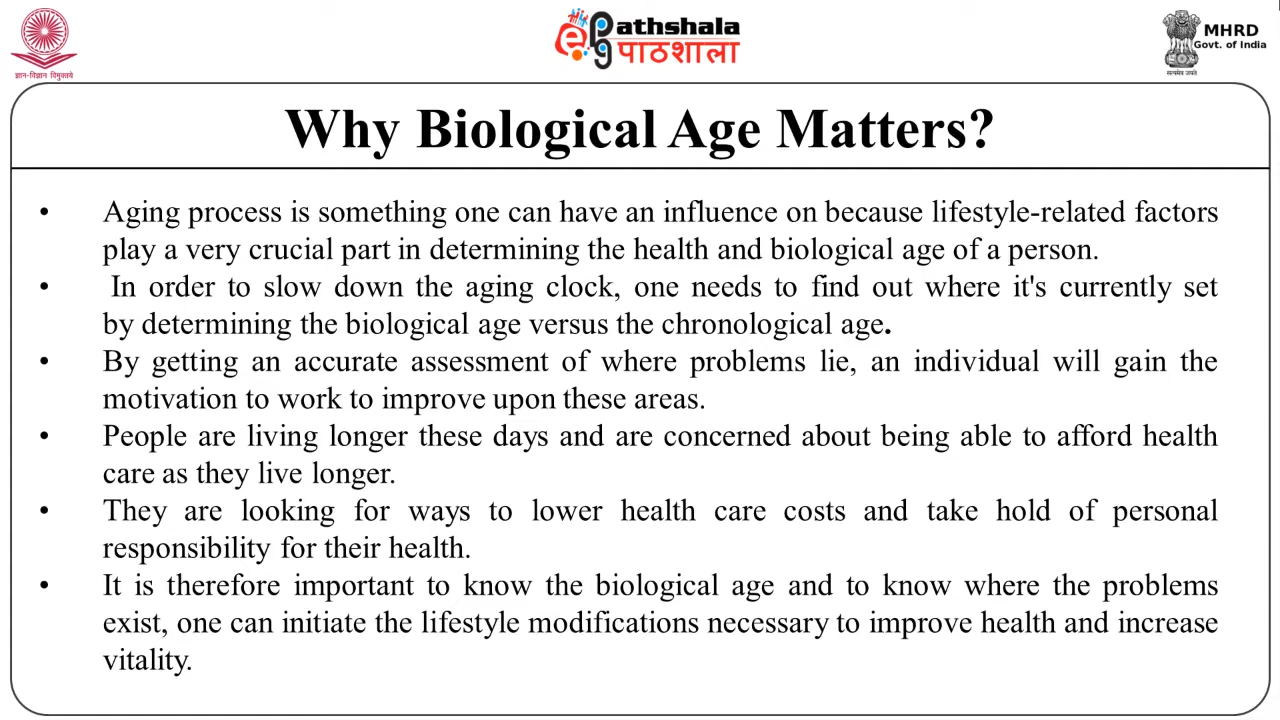 ज्ञान-विज्ञान विमुक्तये
ePathshala
पाठशाला
MHRD
Govt. of India
सत्यमेव जयते
Why Biological Age Matters?
• Aging process is something one can have an influence on because lifestyle-related factors
play a very crucial part in determining the health and biological age of a person.
• In order to slow down the aging clock, one needs to find out where it's currently set
by determining the biological age versus the chronological age.
• By getting an accurate assessment of where problems lie, an individual will gain the
motivation to work to improve upon these areas.
• People are living longer these days and are concerned about being able to afford health
care as they live longer.
• They are looking for ways to lower health care costs and take hold of personal
responsibility for their health.
• It is therefore important to know the biological age and to know where the problems
exist, one can initiate the lifestyle modifications necessary to improve health and increase
vitality.